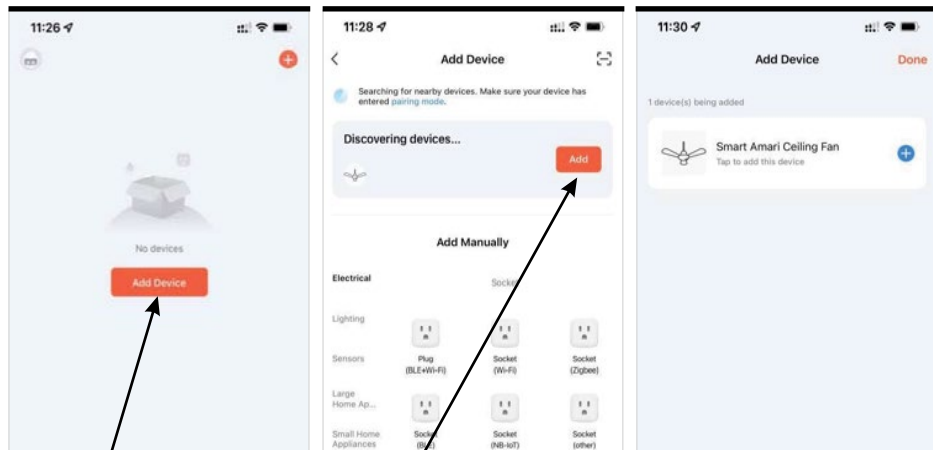 11:26
No devices
Add Device
11:28
Add Device
Searching for nearby devices. Make sure your device has
entered pairing mode.
Discovering devices...
Add
Add Manually
Electrical
Socket
Lighting
Sensors
Plug
(BLE+Wi-Fi)
Socket
(Wi-Fi)
Socket
(Zigbee)
Large
Home Ap...
Small Home
Appliances
Socket
(BLE)
Socket
(NB-IoT)
Socket
(other)
11:30
Add Device
Done
1 device(s) being added
Smart Amari Ceiling Fan
Tap to add this device